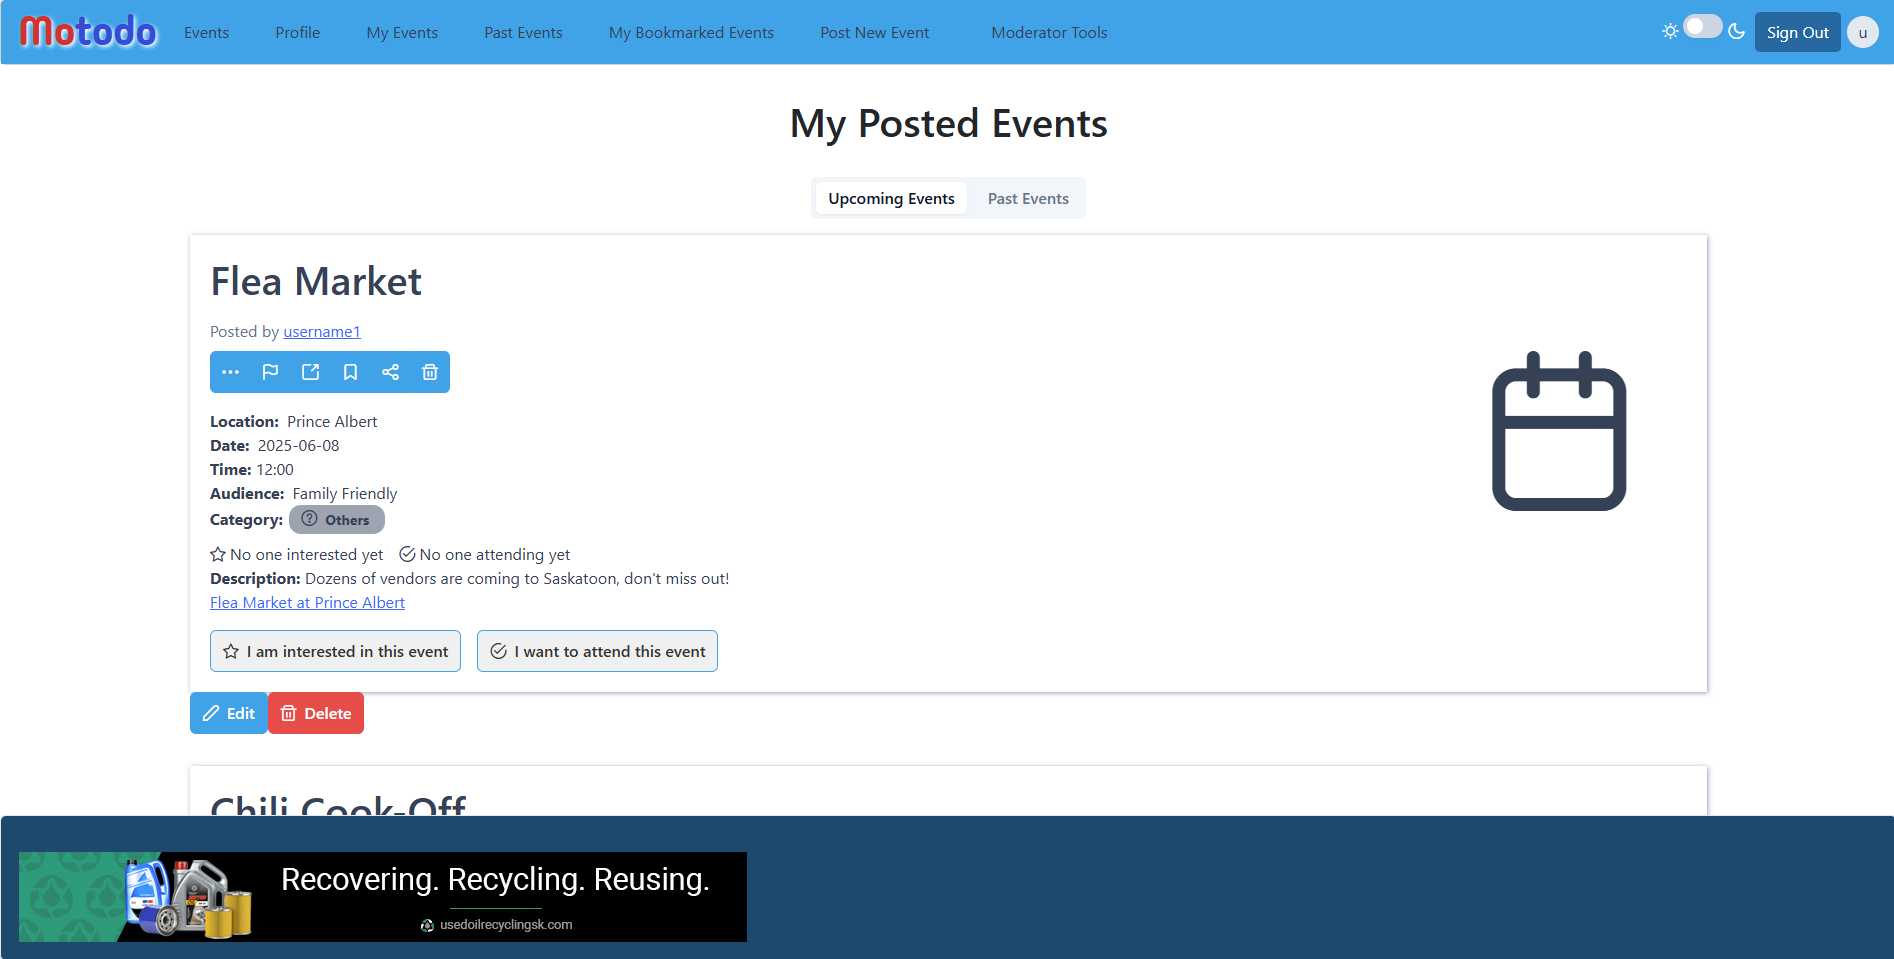 Motodo Events Profile My Events Past Events My Bookmarked Events Post New Event Moderator Tools Sign Out u
My Posted Events
Upcoming Events Past Events
Flea Market
Posted by username1
Location: Prince Albert
Date: 2025-06-08
Time: 12:00
Audience: Family Friendly
Category: Others
No one interested yet No one attending yet
Description: Dozens of vendors are coming to Saskatoon, don't miss out!
Flea Market at Prince Albert
I am interested in this event I want to attend this event
Edit Delete
Chili Cook-Off
Recovering. Recycling. Reusing.
usedoilrecyclingsk.com